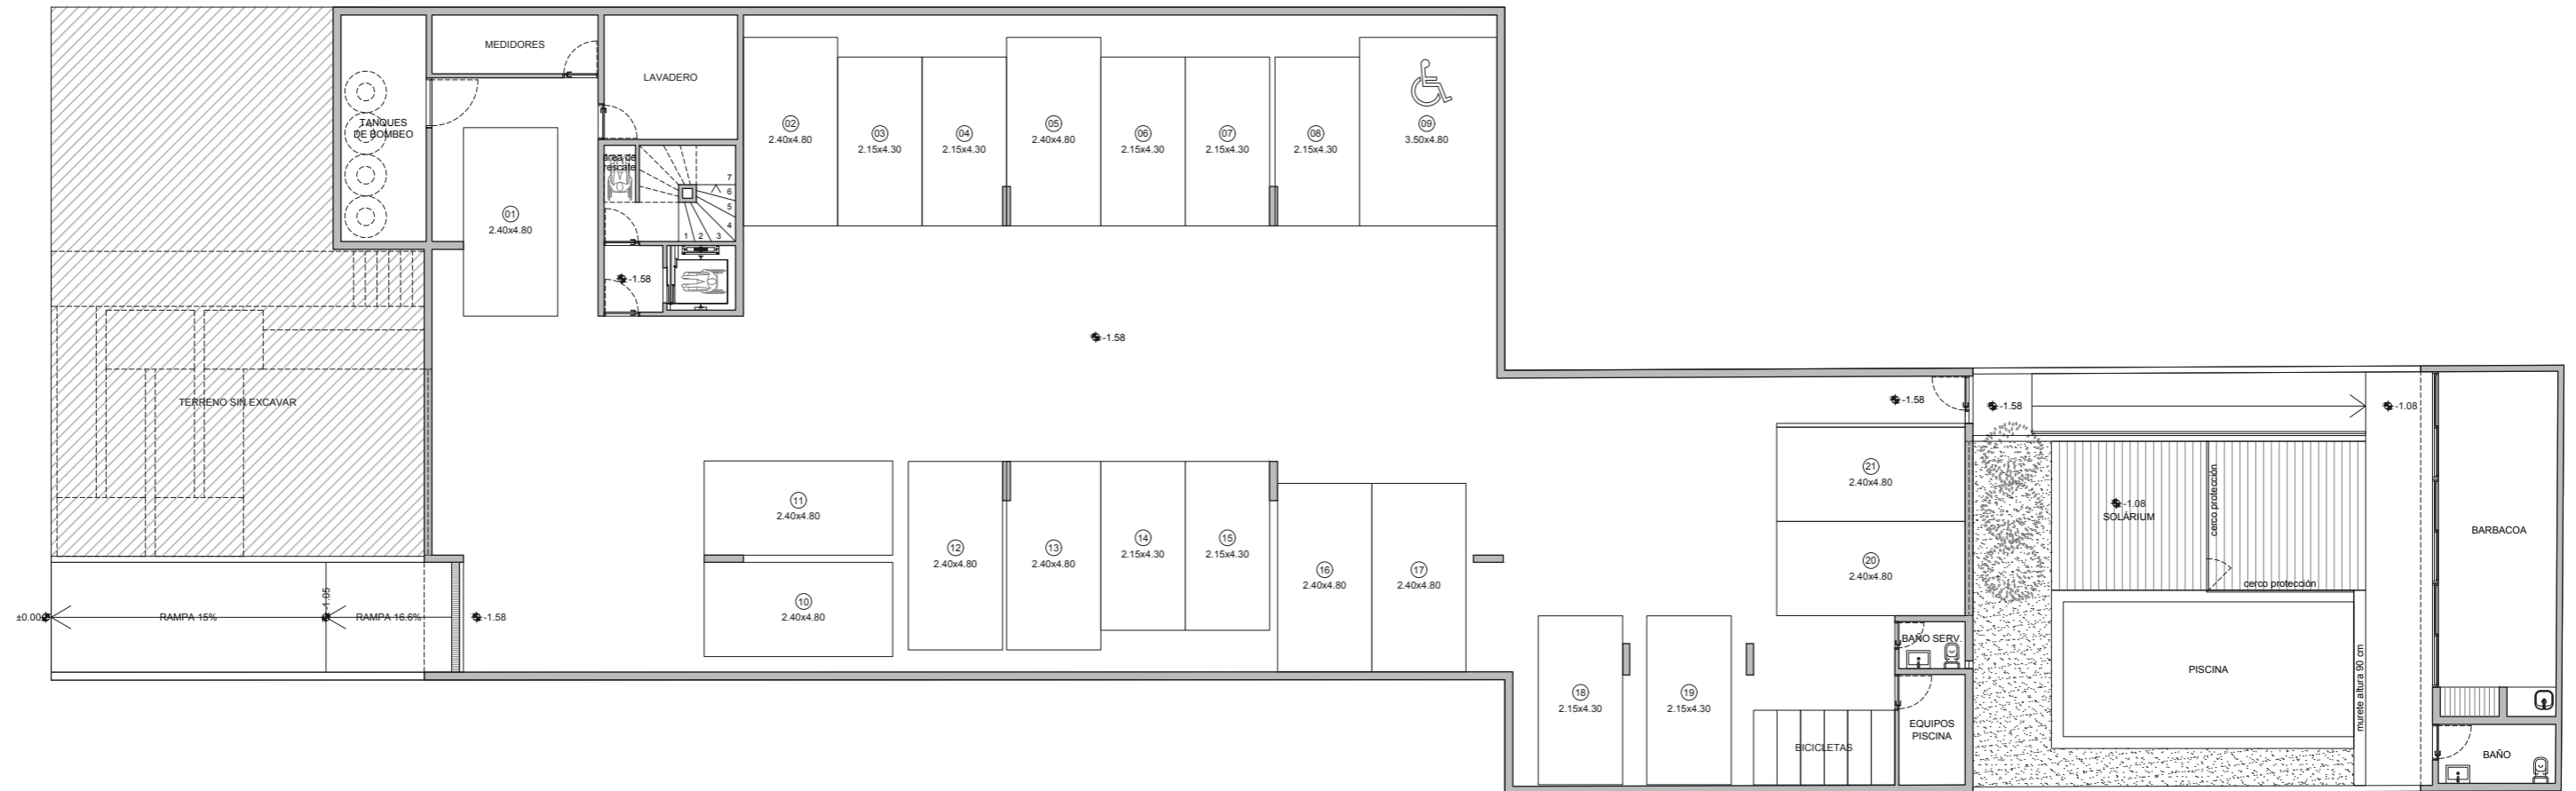 MEDIDORES
LAVADERO
TANQUES
DE BOMBEO
área de
rescate
01
2.40x4.80
02
2.40x4.80
03
2.15x4.30
04
2.15x4.30
05
2.40x4.80
06
2.15x4.30
07
2.15x4.30
08
2.15x4.30
09
3.50x4.80
7
6
5
4
1 2 3
-1.58
-1.58
TERRENO SIN EXCAVAR
-1.58
-1.58
-1.08
11
2.40x4.80
10
2.40x4.80
12
2.40x4.80
13
2.40x4.80
14
2.15x4.30
15
2.15x4.30
16
2.40x4.80
17
2.40x4.80
21
2.40x4.80
20
2.40x4.80
18
2.15x4.30
19
2.15x4.30
±0.00
RAMPA 15%
-1.05
RAMPA 16.6%
-1.58
BAÑO SERV.
EQUIPOS
PISCINA
BICICLETAS
-1.08
SOLÁRIUM
cerco protección
cerco protección
PISCINA
murete altura 90 cm
BARBACOA
BAÑO